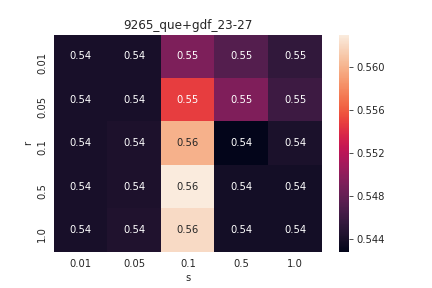 9265_que+gdf_23-27
0.01 0.54 0.54 0.55 0.55 0.55
0.05 0.54 0.54 0.55 0.55 0.55
0.1 0.54 0.54 0.56 0.54 0.54
0.5 0.54 0.54 0.56 0.54 0.54
1.0 0.54 0.54 0.56 0.54 0.54
r
0.01 0.05 0.1 0.5 1.0
s
0.560
0.556
0.552
0.548
0.544